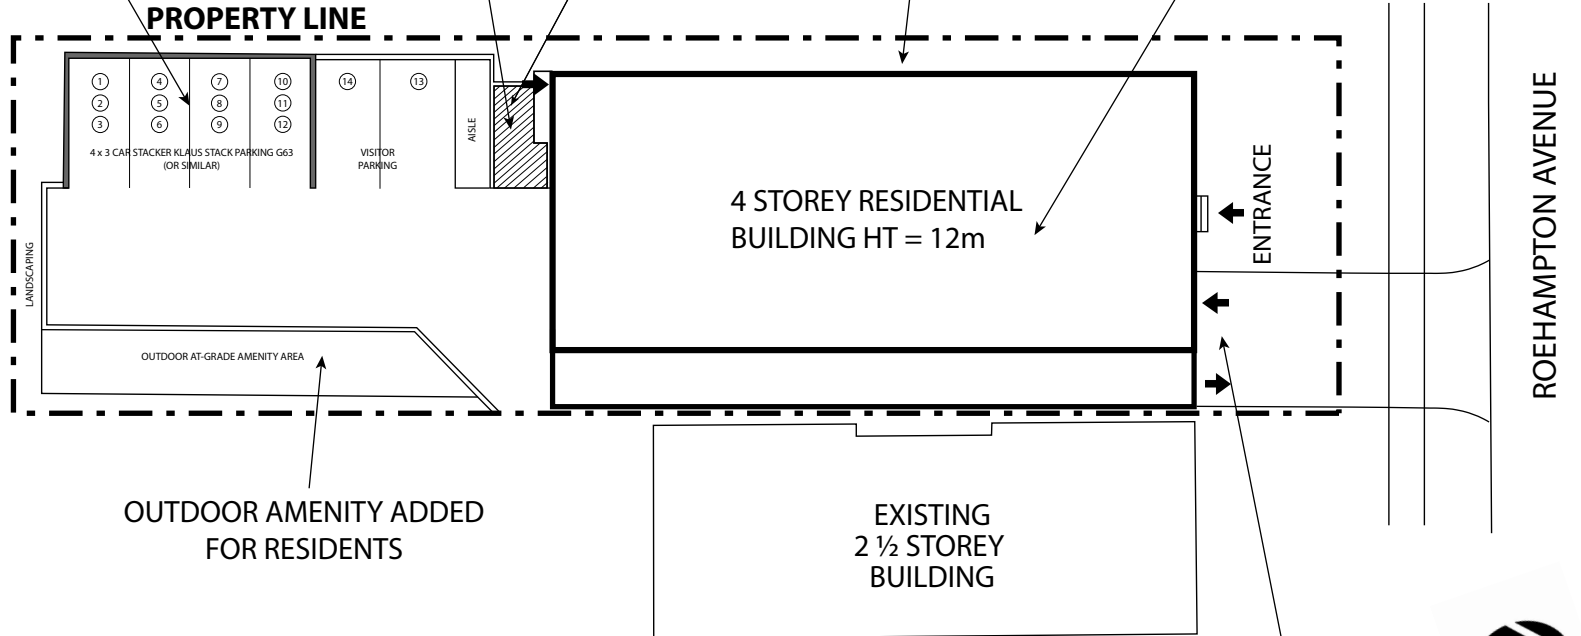 PROPERTY LINE
1
4
7
10
14
13
2
5
8
11
3
6
9
12
4 x 3 CAR STACKER KLAUS STACK PARKING G63
(OR SIMILAR)
VISITOR
PARKING
AISLE
4 STOREY RESIDENTIAL
BUILDING HT = 12m
ENTRANCE
ROEHAMPTON AVENUE
LANDSCAPING
OUTDOOR AT-GRADE AMENITY AREA
OUTDOOR AMENITY ADDED
FOR RESIDENTS
EXISTING
2 ½ STOREY
BUILDING